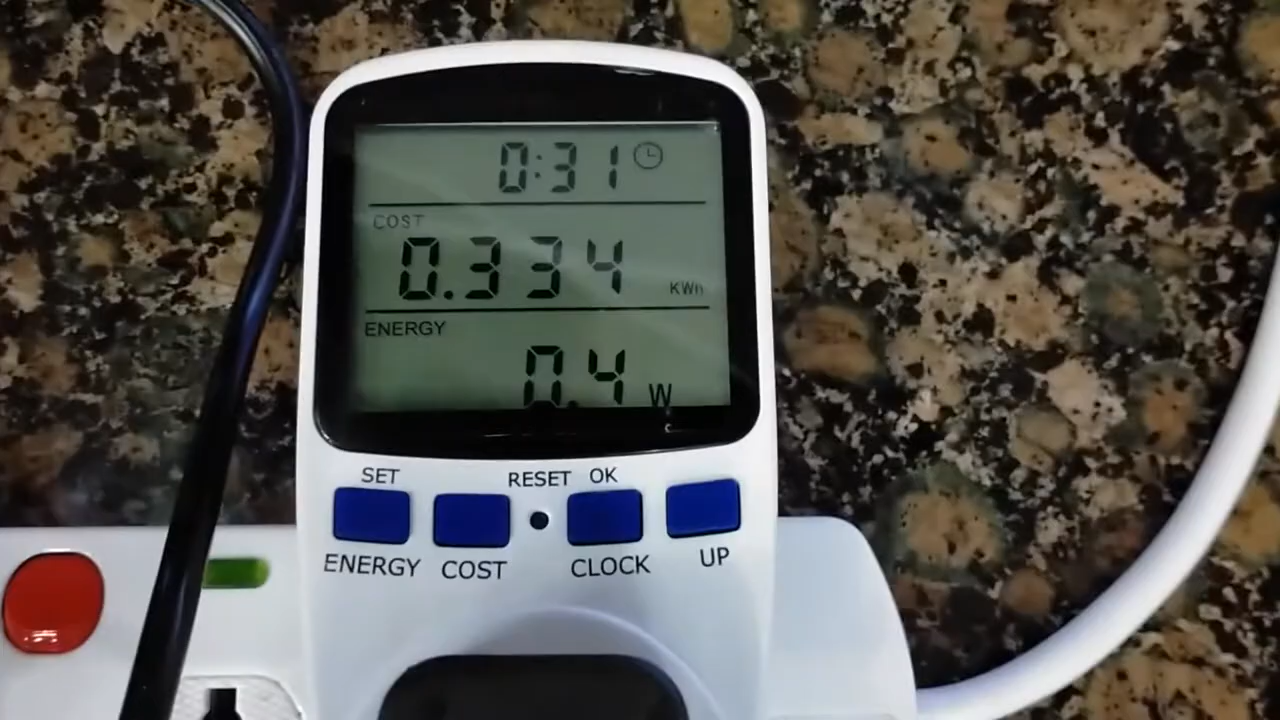 0:31
COST
0.334 KWh
ENERGY
0.4 W
SET RESET OK
ENERGY COST CLOCK UP